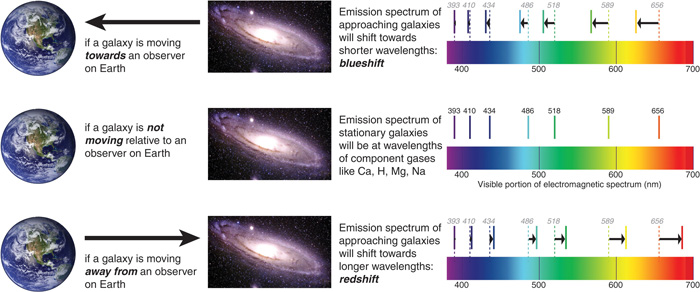 if a galaxy is moving
towards an observer
on Earth
Emission spectrum of
approaching galaxies
will shift towards
shorter wavelengths:
blueshift
393 410 434 486 518 589 656
400 500 600 700
if a galaxy is not
moving relative to an
observer on Earth
Emission spectrum of
stationary galaxies
will be at wavelengths
of component gases
like Ca, H, Mg, Na
393 410 434 486 518 589 656
400 500 600 700
Visible portion of electromagnetic spectrum (nm)
if a galaxy is moving
away from an observer
on Earth
Emission spectrum of
approaching galaxies
will shift towards
longer wavelengths:
redshift
393 410 434 486 518 589 656
400 500 600 700